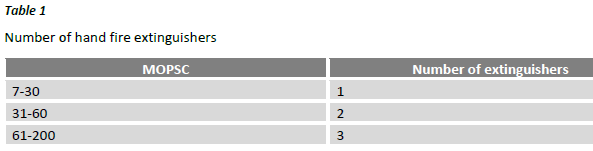 Table 1
Number of hand fire extinguishers
MOPSC Number of extinguishers
7-30 1
31-60 2
61-200 3